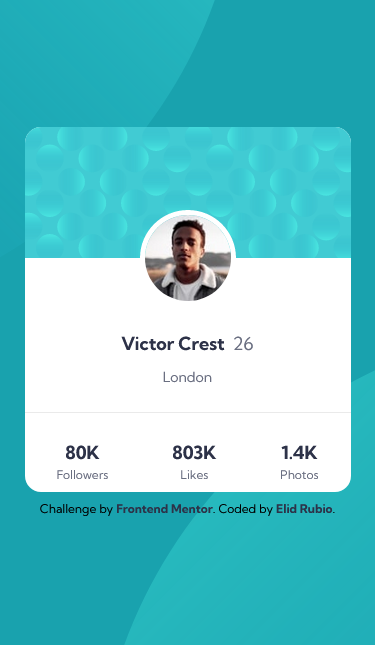 Victor Crest 26
London
80K 803K 1.4K
Followers Likes Photos
Challenge by Frontend Mentor. Coded by Elid Rubio.